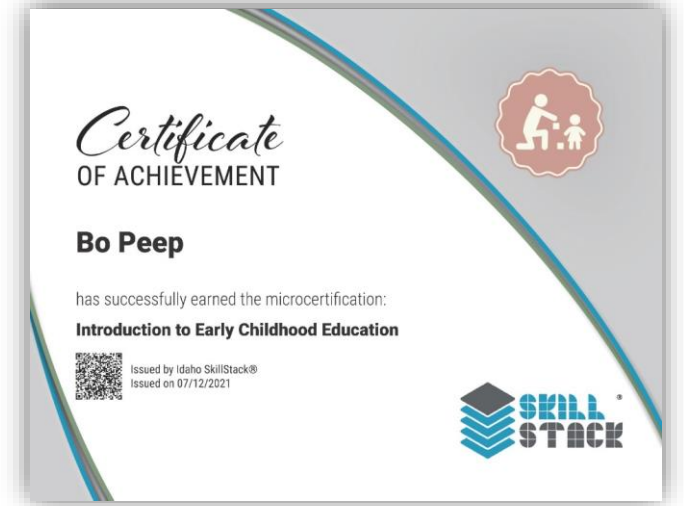 Certificate
OF ACHIEVEMENT
Bo Peep
has successfully earned the microcertification:
Introduction to Early Childhood Education
Issued by Idaho SkillStack®
Issued on 07/12/2021
SKILL ®
STACK